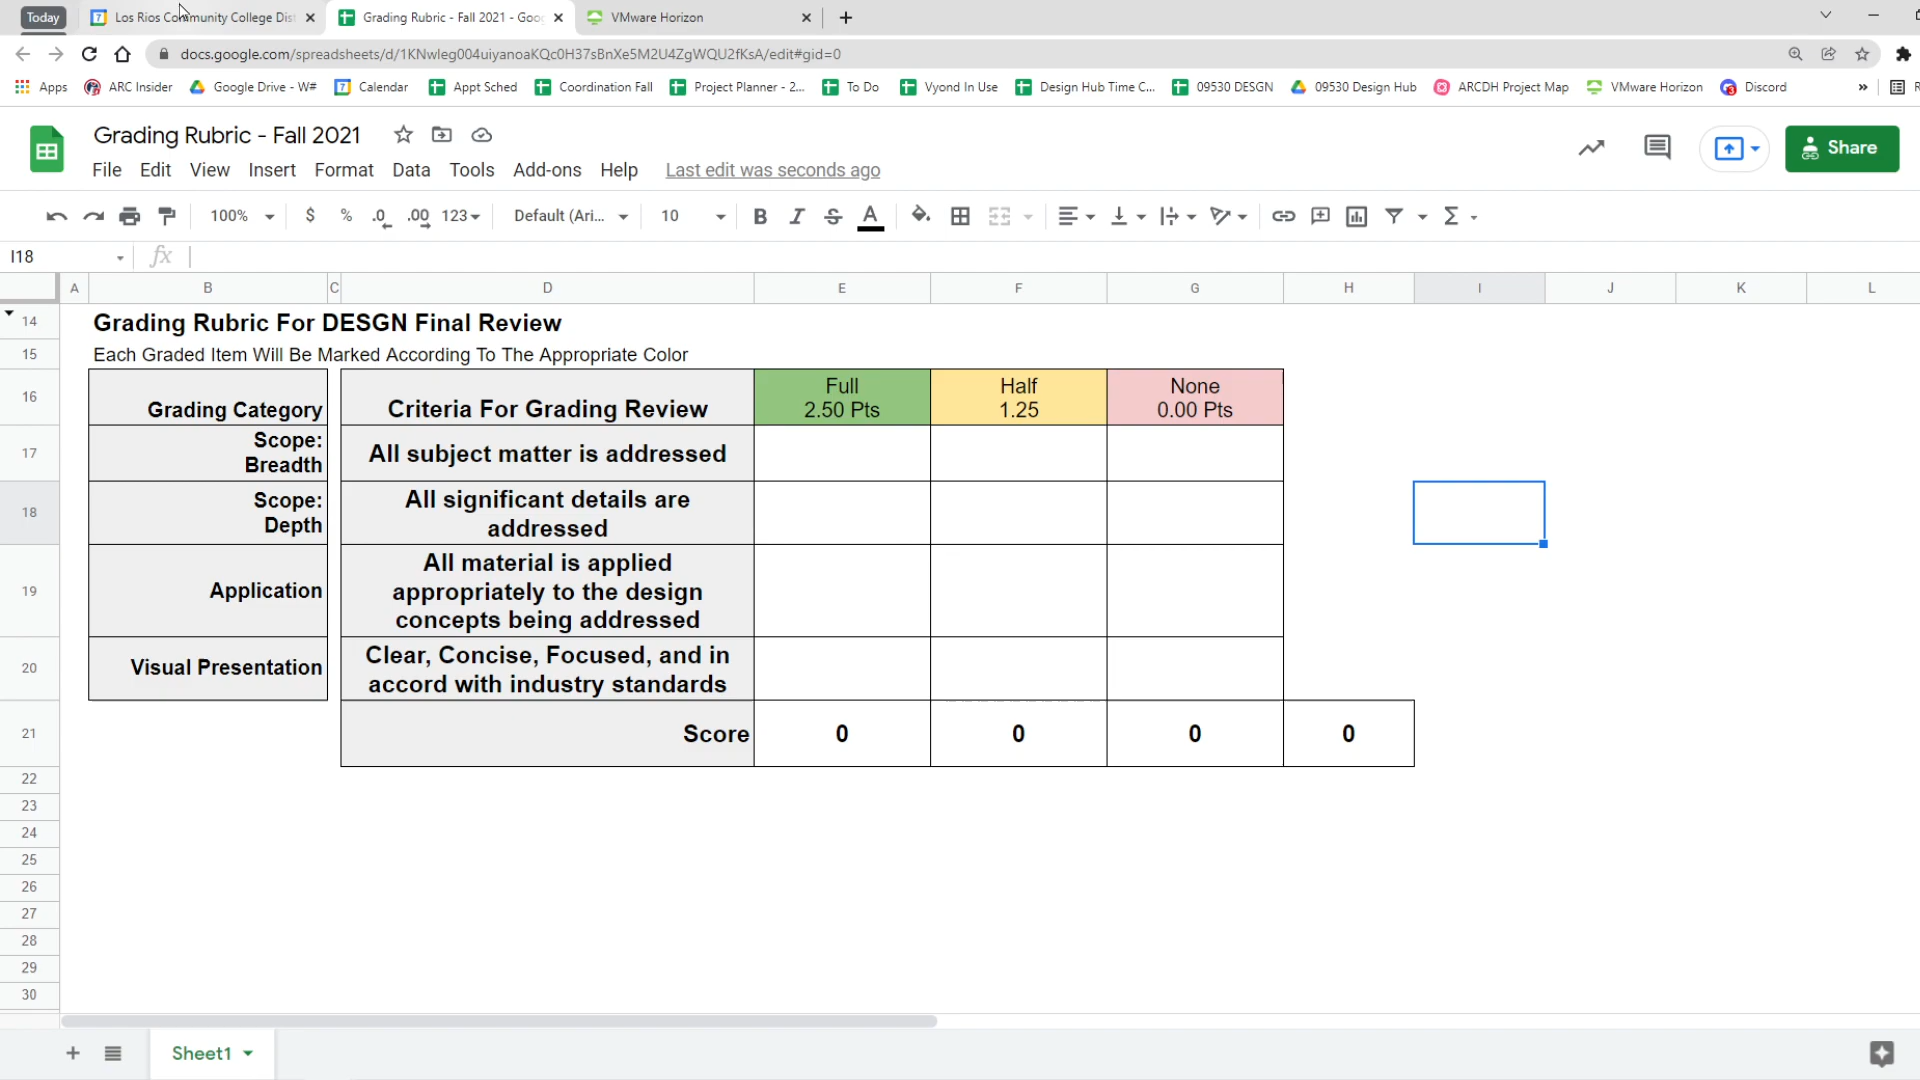 Today
Los Rios Community College Dist
Grading Rubric - Fall 2021 - Goog
VMware Horizon
docs.google.com/spreadsheets/d/1KNwIeg004uiyanoaKQc0H37sBnXe5M2U4ZgWQU2fKsA/edit#gid=0
Apps
ARC Insider
Google Drive - W#
Calendar
Appt Sched
Coordination Fall
Project Planner - 2...
To Do
Vyond In Use
Design Hub Time C...
09530 DESGN
09530 Design Hub
ARCDH Project Map
VMware Horizon
Discord
»
Grading Rubric - Fall 2021
Share
File Edit View Insert Format Data Tools Add-ons Help Last edit was seconds ago
100% $ % .0 .00 123 Default (Ari... 10 B I S A Σ
I18 fx
A B C D E F G H I J K L
14 Grading Rubric For DESGN Final Review
15 Each Graded Item Will Be Marked According To The Appropriate Color
16 Grading Category Criteria For Grading Review
Full
2.50 Pts
Half
1.25
None
0.00 Pts
17
Scope:
Breadth
All subject matter is addressed
18
Scope:
Depth
All significant details are
addressed
19
Application
All material is applied
appropriately to the design
concepts being addressed
20
Visual Presentation
Clear, Concise, Focused, and in
accord with industry standards
21 Score 0 0 0 0
22
23
24
25
26
27
28
29
30
Sheet1